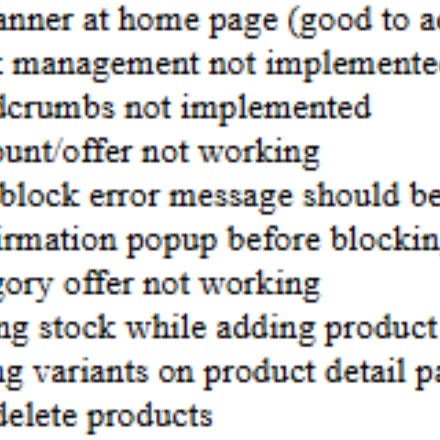 anner at home page (good to a
management not implemented
dcrumbs not implemented
ount/offer not working
block error message should be
irmation popup before blockin
gory offer not working
ng stock while adding product
ng variants on product detail pa
delete products